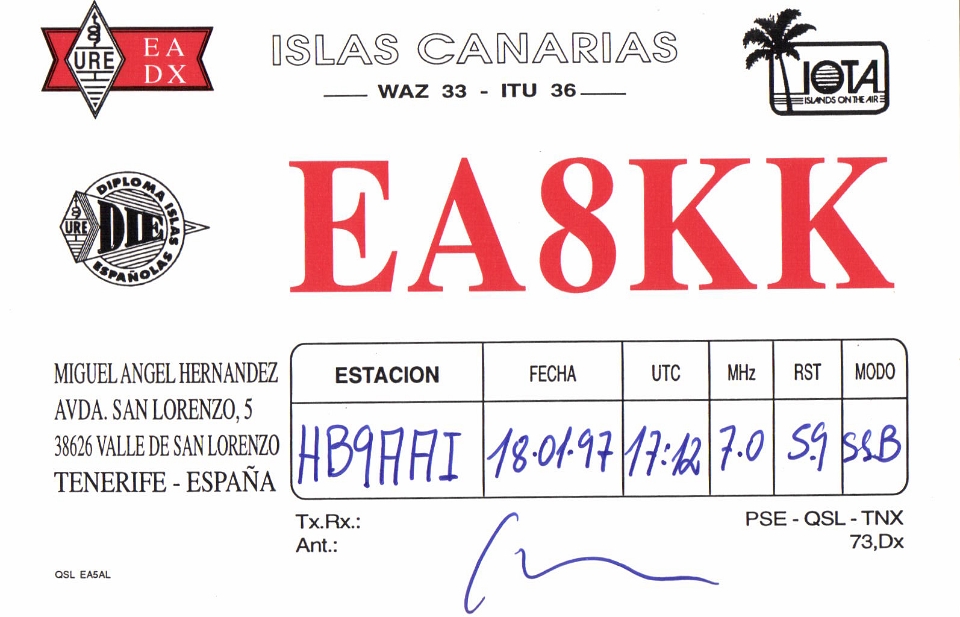 URE
EA
DX
ISLAS CANARIAS
WAZ 33 - ITU 36
IOTA
ISLANDS ON THE AIR
DIPLOMA ISLAS
URE
DIE
ESPAÑOLAS
EA8KK
MIGUEL ANGEL HERNANDEZ
AVDA. SAN LORENZO, 5
38626 VALLE DE SAN LORENZO
TENERIFE - ESPAÑA
ESTACION FECHA UTC MHz RST MODO
HB9AAI 18.01.97 17:12 7.0 59 SSB
Tx.Rx.:
Ant.:
PSE - QSL - TNX
73,Dx
QSL EA5AL